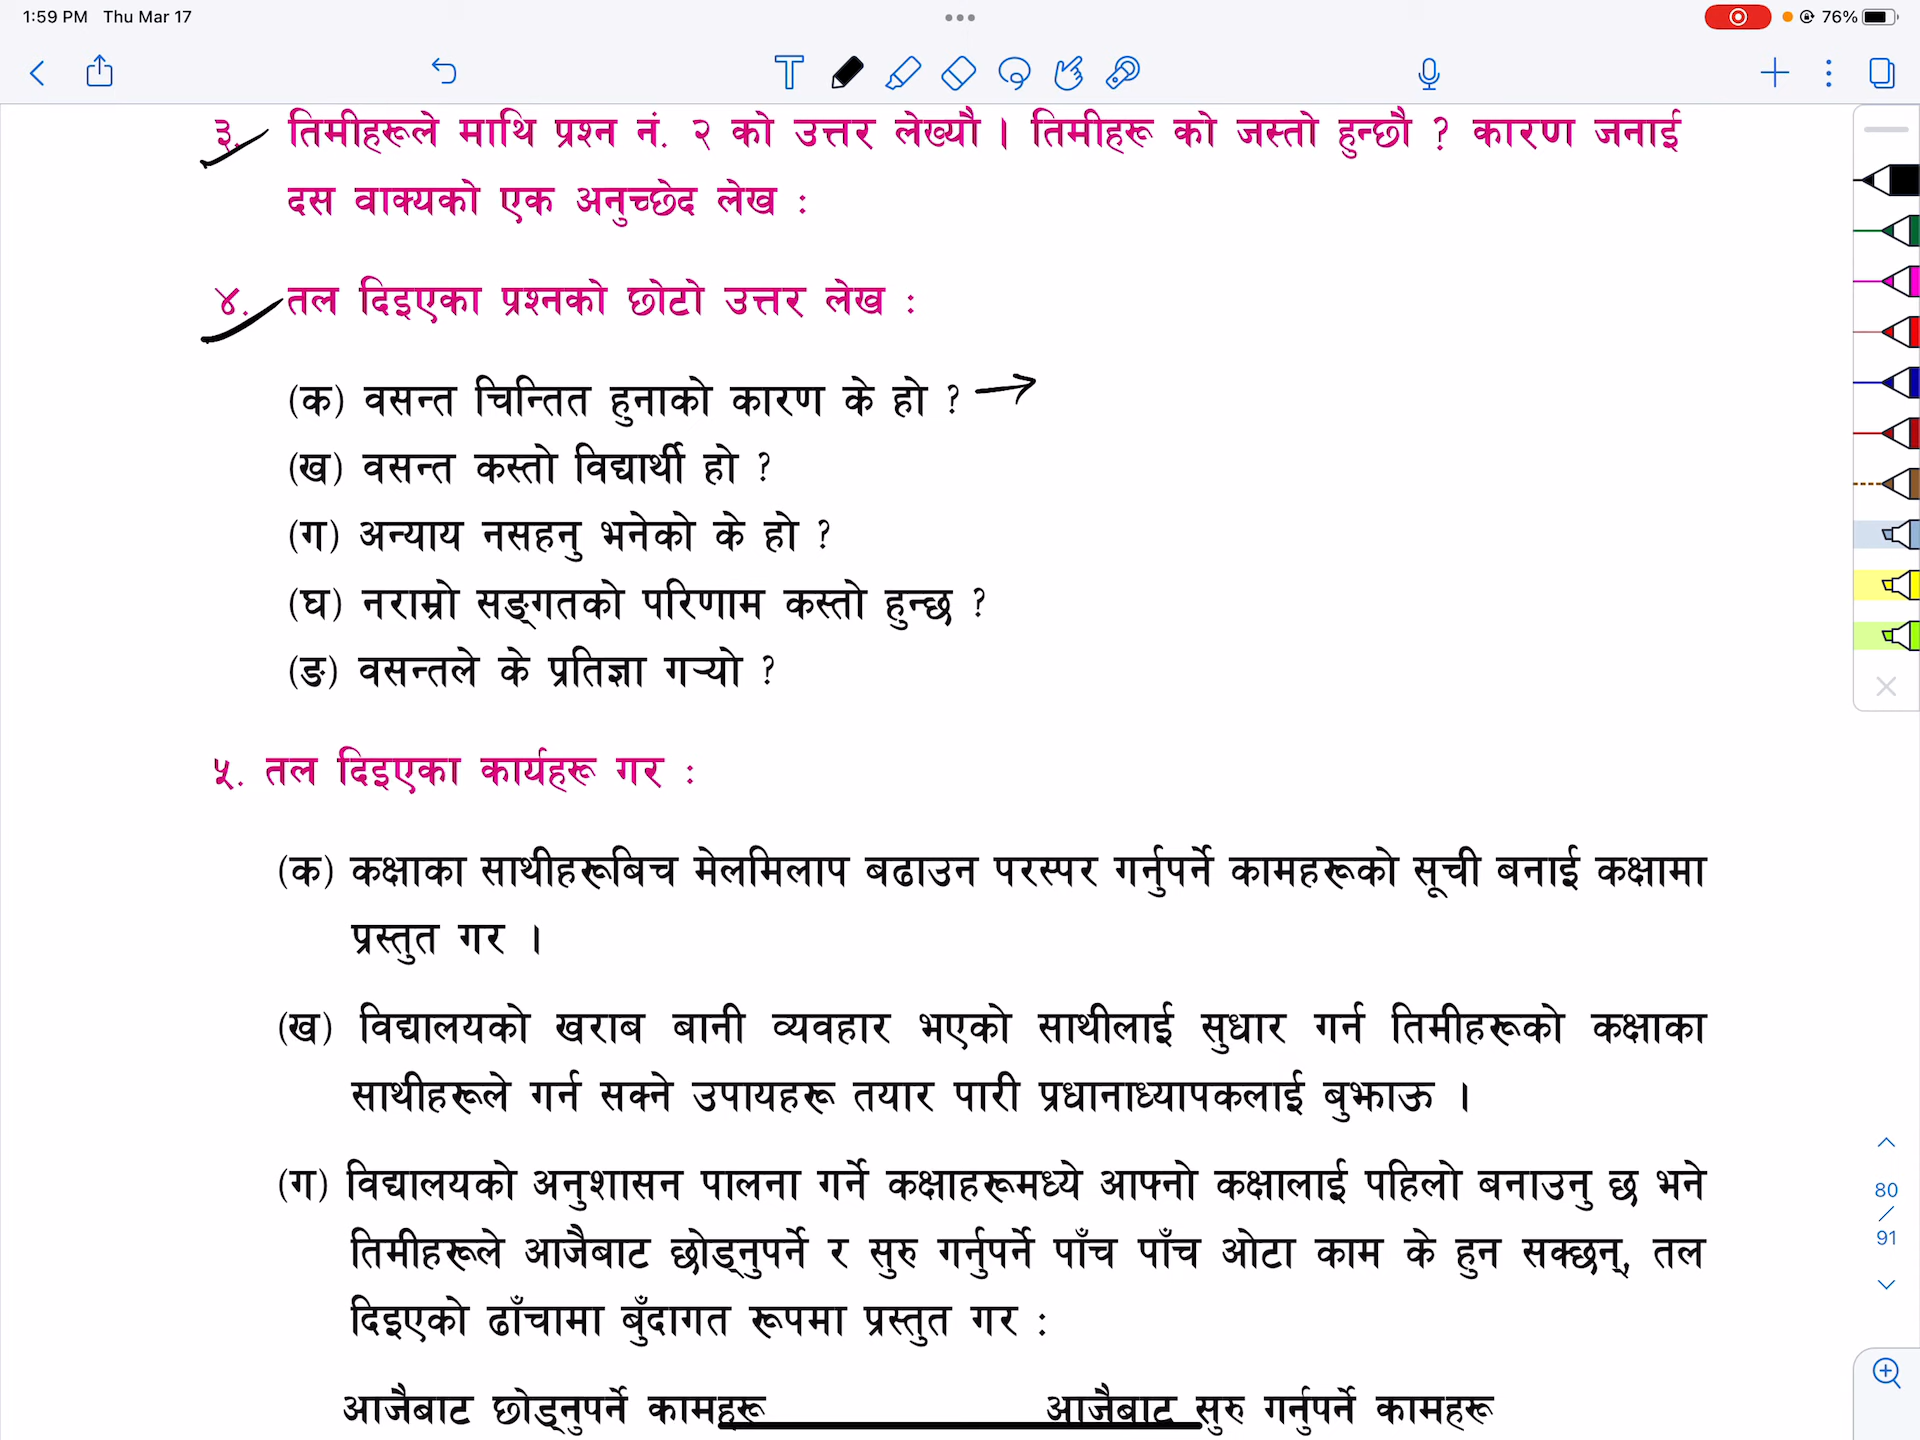 1:59 PM Thu Mar 17
76%
३. तिमीहरूले माथि प्रश्न नं. २ को उत्तर लेख्यौ । तिमीहरू को जस्तो हुन्छौ ? कारण जनाई
दस वाक्यको एक अनुच्छेद लेख :
४. तल दिइएका प्रश्नको छोटो उत्तर लेख :
(क) वसन्त चिन्तित हुनाको कारण के हो ?
(ख) वसन्त कस्तो विद्यार्थी हो ?
(ग) अन्याय नसहनु भनेको के हो ?
(घ) नराम्रो सङ्गतको परिणाम कस्तो हुन्छ ?
(ङ) वसन्तले के प्रतिज्ञा गऱ्यो ?
५. तल दिइएका कार्यहरू गर :
(क) कक्षाका साथीहरूबिच मेलमिलाप बढाउन परस्पर गर्नुपर्ने कामहरूको सूची बनाई कक्षामा
प्रस्तुत गर ।
(ख) विद्यालयको खराब बानी व्यवहार भएको साथीलाई सुधार गर्न तिमीहरूको कक्षाका
साथीहरूले गर्न सक्ने उपायहरू तयार पारी प्रधानाध्यापकलाई बुझाऊ ।
(ग) विद्यालयको अनुशासन पालना गर्ने कक्षाहरूमध्ये आफ्नो कक्षालाई पहिलो बनाउनु छ भने
तिमीहरूले आजैबाट छोड्नुपर्ने र सुरु गर्नुपर्ने पाँच पाँच ओटा काम के हुन सक्छन्, तल
दिइएको ढाँचामा बुँदागत रूपमा प्रस्तुत गर :
आजैबाट छोड्नुपर्ने कामहरू आजैबाट सुरु गर्नुपर्ने कामहरू
80
/
91